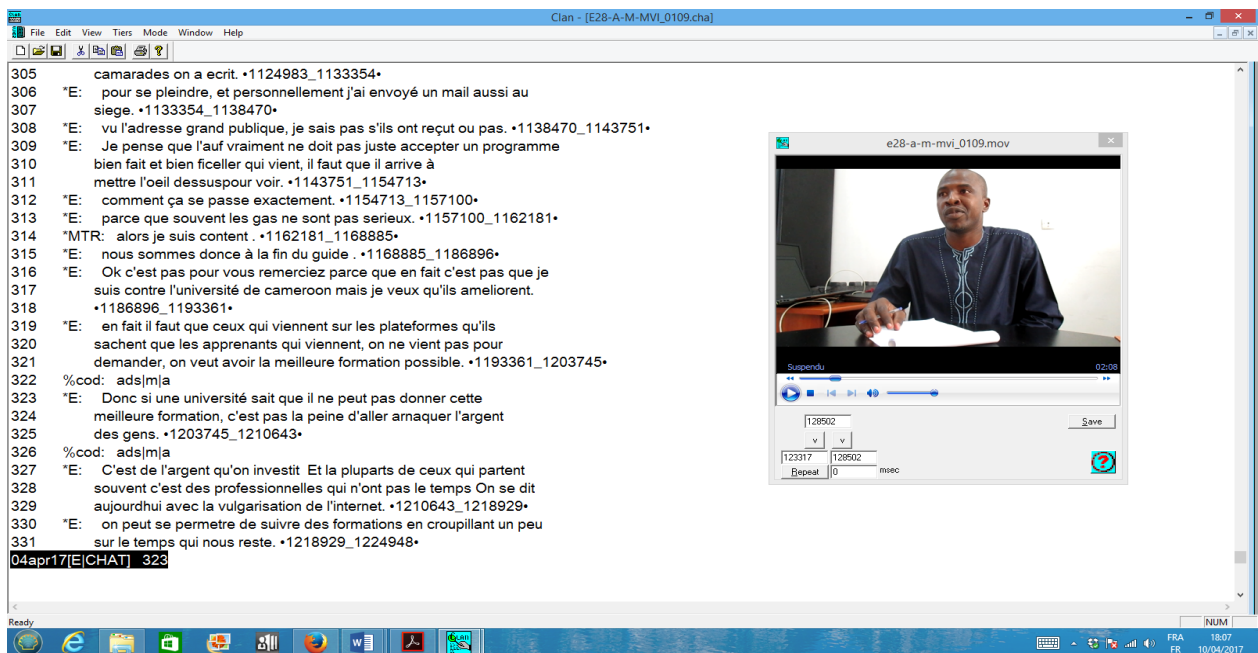 Clan - [E28-A-M-MVI_0109.cha]
File Edit View Tiers Mode Window Help
305 camarades on a ecrit. •1124983_1133354•
306 *E: pour se pleindre, et personnellement j'ai envoyé un mail aussi au
307 siege. •1133354_1138470•
308 *E: vu l'adresse grand publique, je sais pas s'ils ont reçut ou pas. •1138470_1143751•
309 *E: Je pense que l'auf vraiment ne doit pas juste accepter un programme
310 bien fait et bien ficeller qui vient, il faut que il arrive à
311 mettre l'oeil dessuspour voir. •1143751_1154713•
312 *E: comment ça se passe exactement. •1154713_1157100•
313 *E: parce que souvent les gas ne sont pas serieux. •1157100_1162181•
314 *MTR: alors je suis content . •1162181_1168885•
315 *E: nous sommes donce à la fin du guide . •1168885_1186896•
316 *E: Ok c'est pas pour vous remerciez parce que en fait c'est pas que je
317 suis contre l'université de cameroon mais je veux qu'ils ameliorent.
318 •1186896_1193361•
319 *E: en fait il faut que ceux qui viennent sur les plateformes qu'ils
320 sachent que les apprenants qui viennent, on ne vient pas pour
321 demander, on veut avoir la meilleure formation possible. •1193361_1203745•
322 %cod: ads|m|a
323 *E: Donc si une université sait que il ne peut pas donner cette
324 meilleure formation, c'est pas la peine d'aller arnaquer l'argent
325 des gens. •1203745_1210643•
326 %cod: ads|m|a
327 *E: C'est de l'argent qu'on investit Et la pluparts de ceux qui partent
328 souvent c'est des professionnelles qui n'ont pas le temps On se dit
329 aujourdhui avec la vulgarisation de l'internet. •1210643_1218929•
330 *E: on peut se permetre de suivre des formations en croupillant un peu
331 sur le temps qui nous reste. •1218929_1224948•
04apr17[E|CHAT] 323
e28-a-m-mvi_0109.mov
Suspendu 02:08
128502
Save
v v
123317 128502
Repeat 0 msec
Ready
NUM
FRA 18:07
FR 10/04/2017